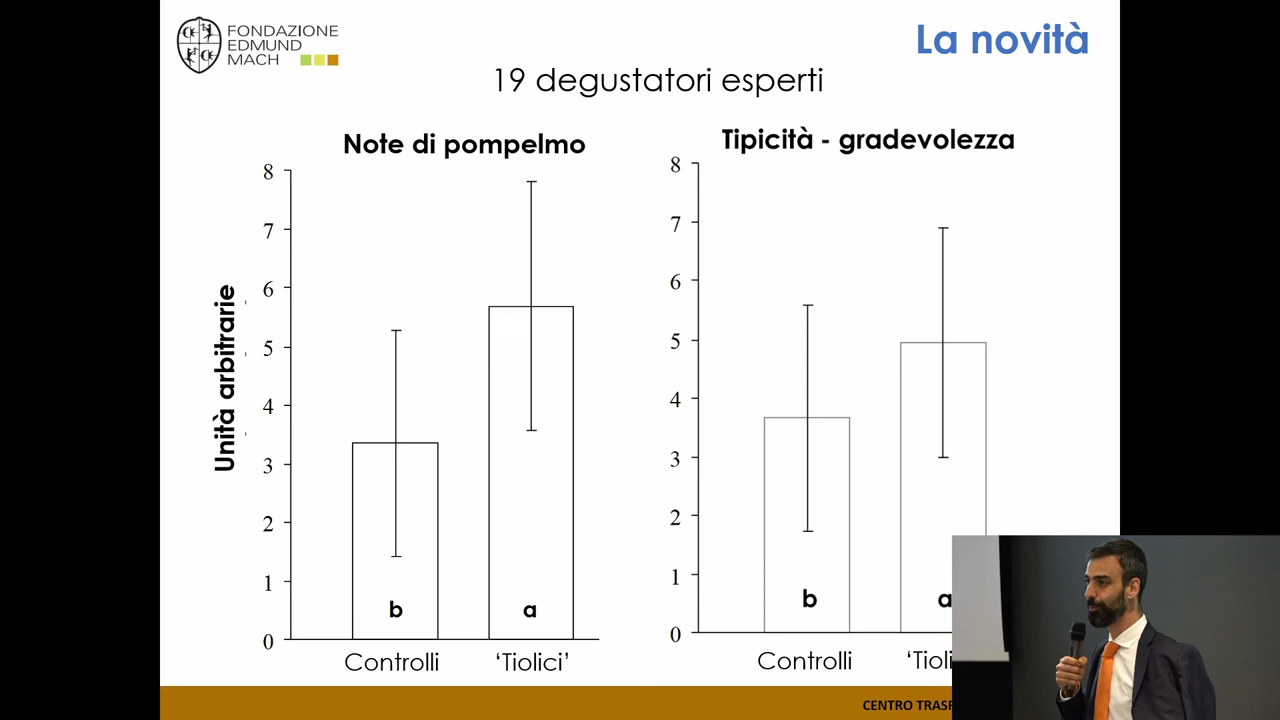 FONDAZIONE
EDMUND
MACH
La novità
19 degustatori esperti
Note di pompelmo
Tipicità - gradevolezza
Unità arbitrarie
8
7
6
5
4
3
2
1
0
b
a
Controlli
‘Tiolici’
8
7
6
5
4
3
2
1
0
b
a
Controlli
‘Tioli
CENTRO